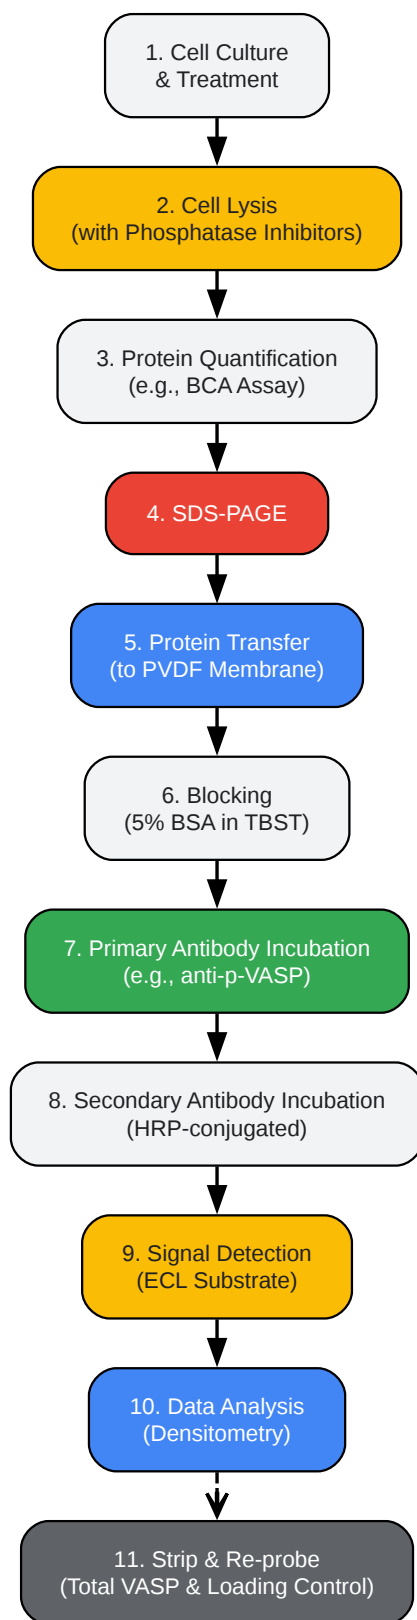 1. Cell Culture
& Treatment
2. Cell Lysis
(with Phosphatase Inhibitors)
3. Protein Quantification
(e.g., BCA Assay)
4. SDS-PAGE
5. Protein Transfer
(to PVDF Membrane)
6. Blocking
(5% BSA in TBST)
7. Primary Antibody Incubation
(e.g., anti-p-VASP)
8. Secondary Antibody Incubation
(HRP-conjugated)
9. Signal Detection
(ECL Substrate)
10. Data Analysis
(Densitometry)
11. Strip & Re-probe
(Total VASP & Loading Control)